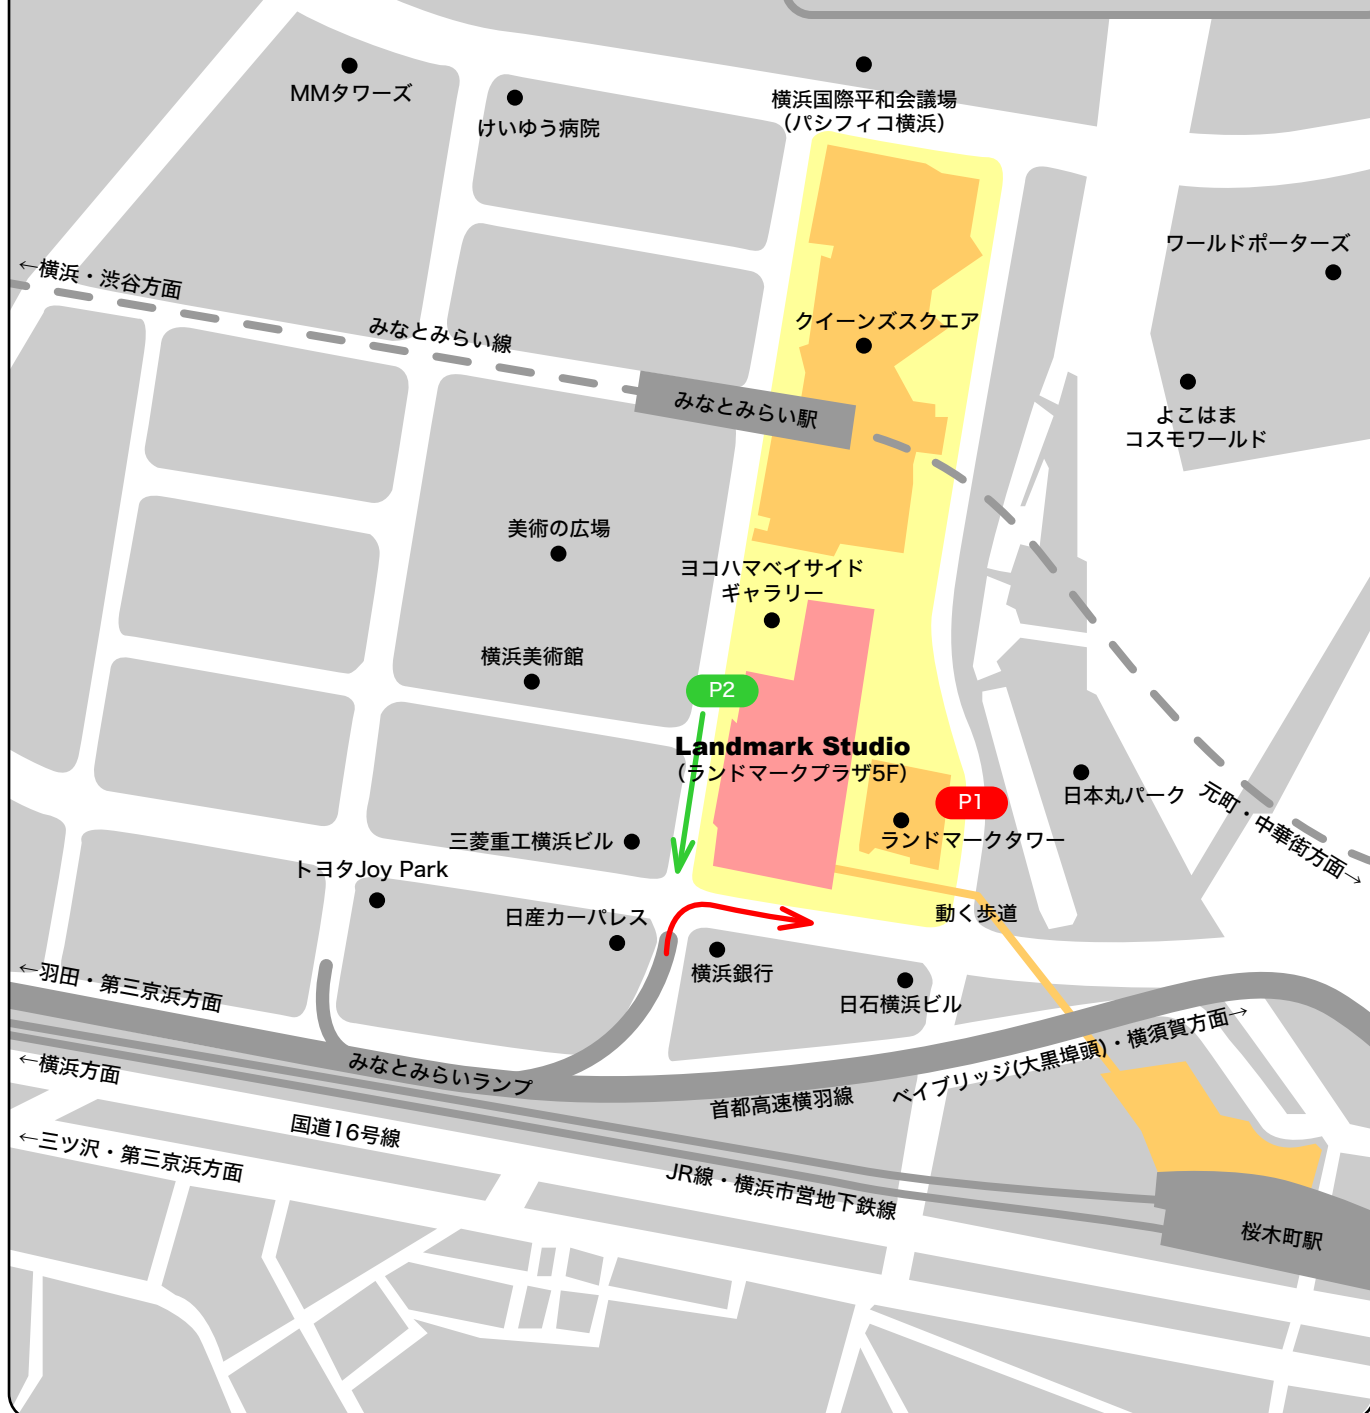 MMタワーズ
けいゆう病院
横浜国際平和会議場
(パシフィコ横浜)
ワールドポーターズ
←横浜・渋谷方面
みなとみらい線
クイーンズスクエア
みなとみらい駅
よこはま
コスモワールド
美術の広場
ヨコハマベイサイド
ギャラリー
横浜美術館
P2
Landmark Studio
(ランドマークプラザ5F)
P1
日本丸パーク
元町・中華街方面→
三菱重工横浜ビル
ランドマークタワー
トヨタJoy Park
日産カーパレス
動く歩道
横浜銀行
日石横浜ビル
←羽田・第三京浜方面
←横浜方面
みなとみらいランプ
首都高速横羽線
ベイブリッジ(大黒埠頭)・横須賀方面→
国道16号線
←三ツ沢・第三京浜方面
JR線・横浜市営地下鉄線
桜木町駅